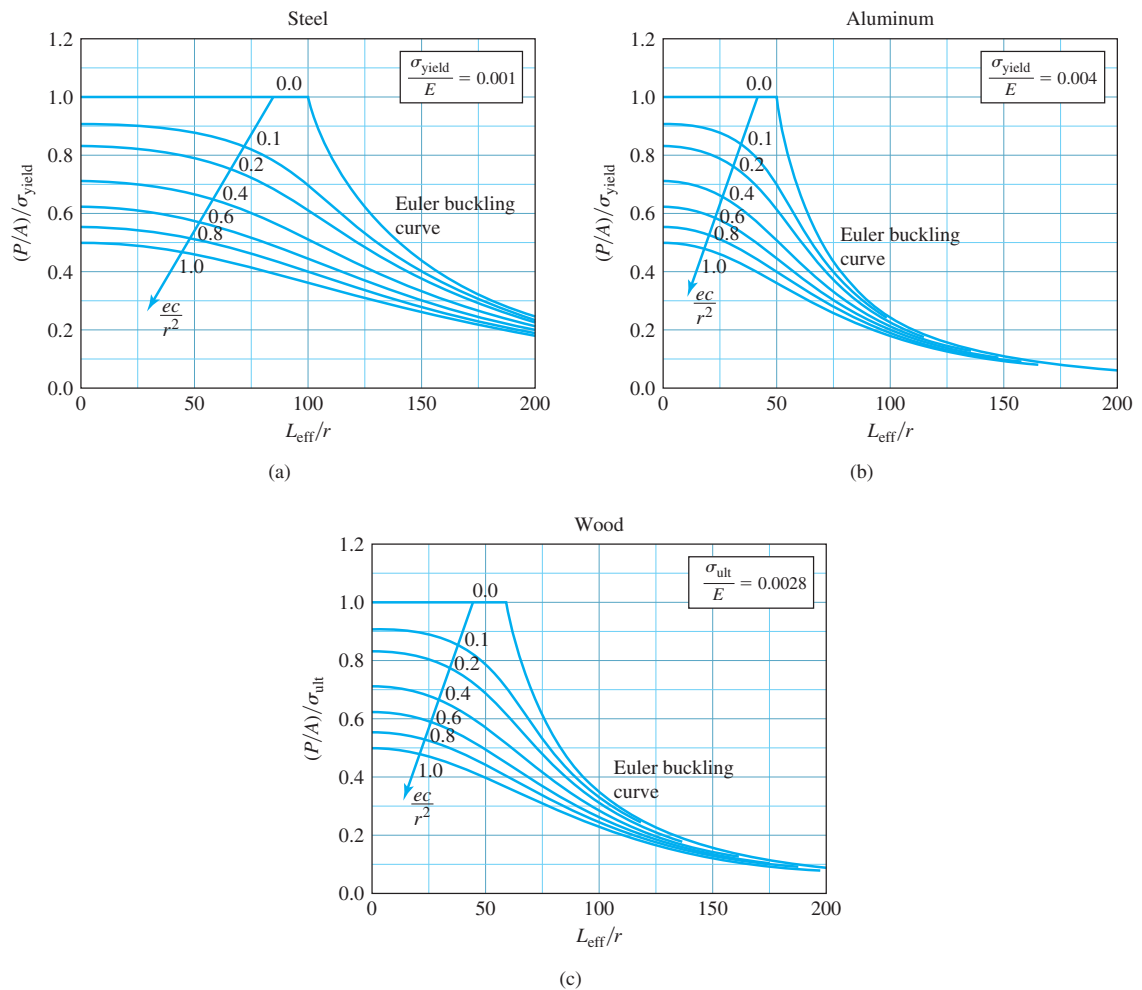 Steel
1.2
1.0
0.8
0.6
0.4
0.2
0.0
(P/A)/σyield
0.0
0.1
0.2
0.4
0.6
0.8
1.0
ec/r²
σyield/E = 0.001
Euler buckling
curve
0
50
100
150
200
Leff/r
(a)
Aluminum
1.2
1.0
0.8
0.6
0.4
0.2
0.0
(P/A)/σyield
0.0
0.1
0.2
0.4
0.6
0.8
1.0
ec/r²
σyield/E = 0.004
Euler buckling
curve
0
50
100
150
200
Leff/r
(b)
Wood
1.2
1.0
0.8
0.6
0.4
0.2
0.0
(P/A)/σult
0.0
0.1
0.2
0.4
0.6
0.8
1.0
ec/r²
σult/E = 0.0028
Euler buckling
curve
0
50
100
150
200
Leff/r
(c)